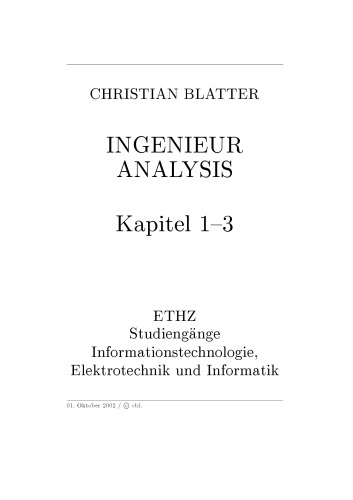 CHRISTIAN BLATTER
INGENIEUR
ANALYSIS
Kapitel 1–3
ETHZ
Studiengänge
Informationstechnologie,
Elektrotechnik und Informatik
01. Oktober 2002 / © cbl.